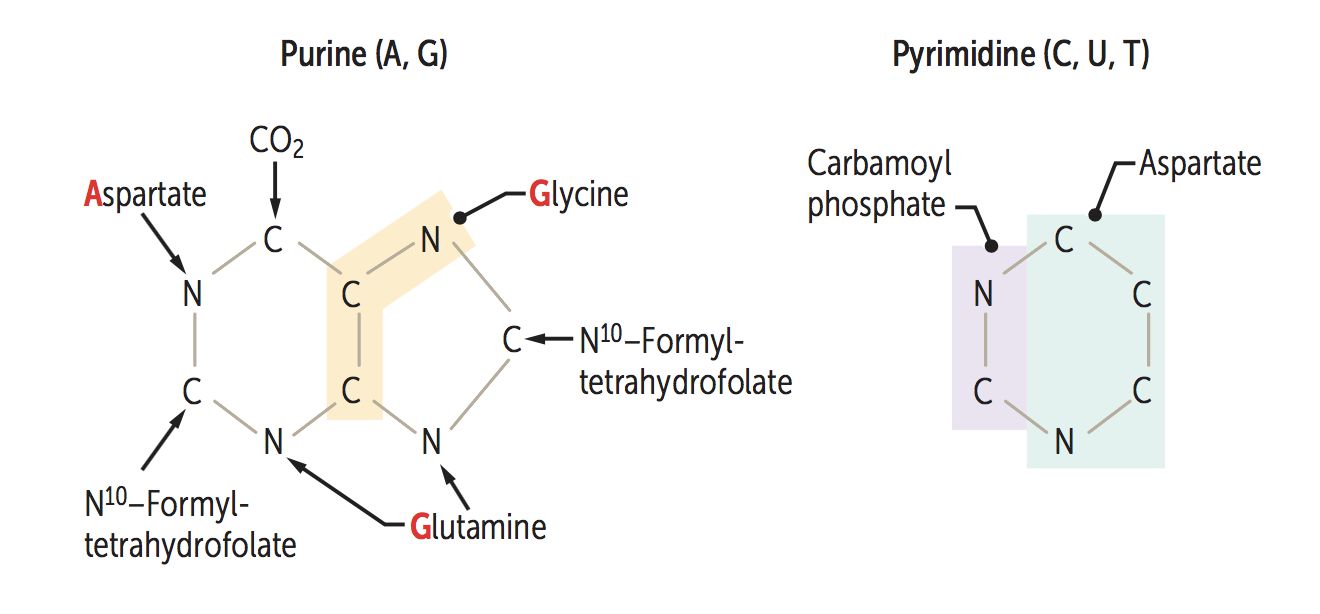 Purine (A, G)
CO₂
Aspartate
Glycine
C
N
N
C
C
N¹⁰–Formyl-
tetrahydrofolate
C
C
N
N
N¹⁰–Formyl-
tetrahydrofolate
Glutamine
Pyrimidine (C, U, T)
Carbamoyl
phosphate
Aspartate
C
N
C
C
C
N